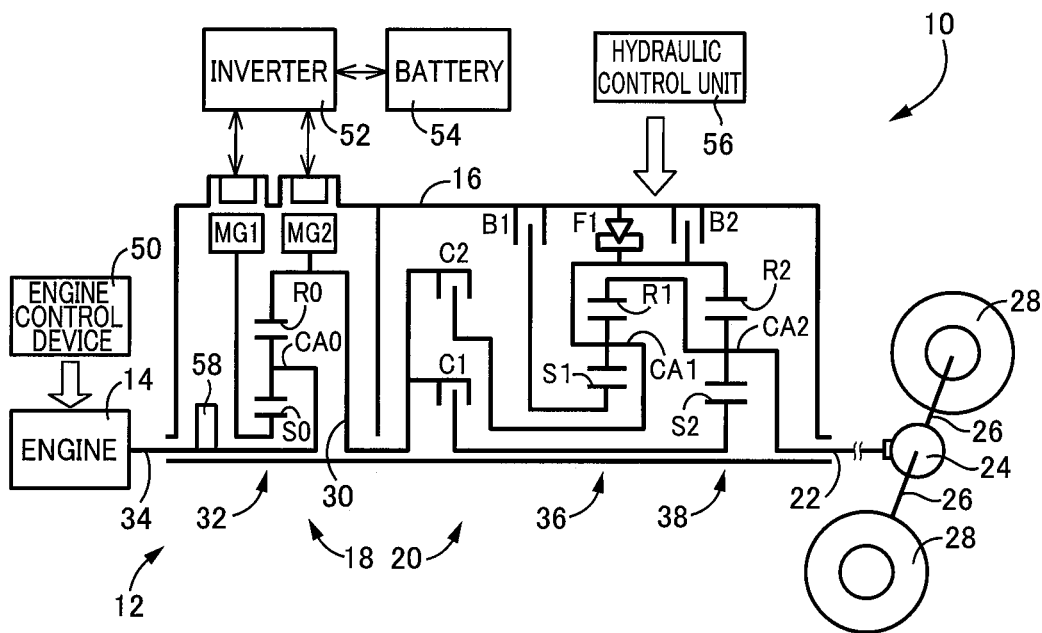 10
INVERTER
BATTERY
HYDRAULIC
CONTROL UNIT
52
54
56
16
B1
F1
B2
MG1
MG2
50
ENGINE
CONTROL
DEVICE
C2
R0
R1
R2
28
CA0
CA2
C1
S1
CA1
14
58
S0
S2
ENGINE
26
24
34
32
30
36
38
22
26
18
20
28
12